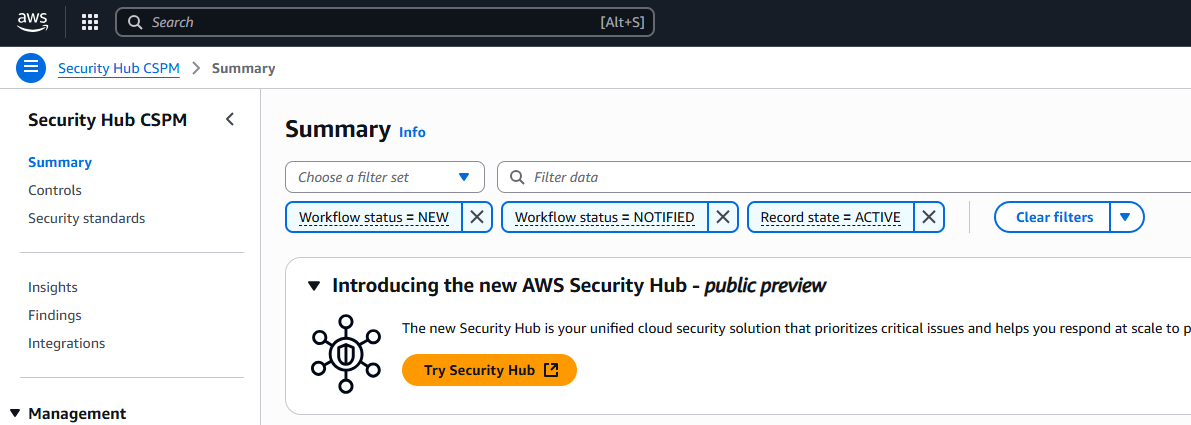 aws
Search [Alt+S]
Security Hub CSPM > Summary
Security Hub CSPM
Summary
Controls
Security standards
Insights
Findings
Integrations
Management
Summary Info
Choose a filter set
Filter data
Workflow status = NEW
Workflow status = NOTIFIED
Record state = ACTIVE
Clear filters
Introducing the new AWS Security Hub - public preview
The new Security Hub is your unified cloud security solution that prioritizes critical issues and helps you respond at scale to p
Try Security Hub